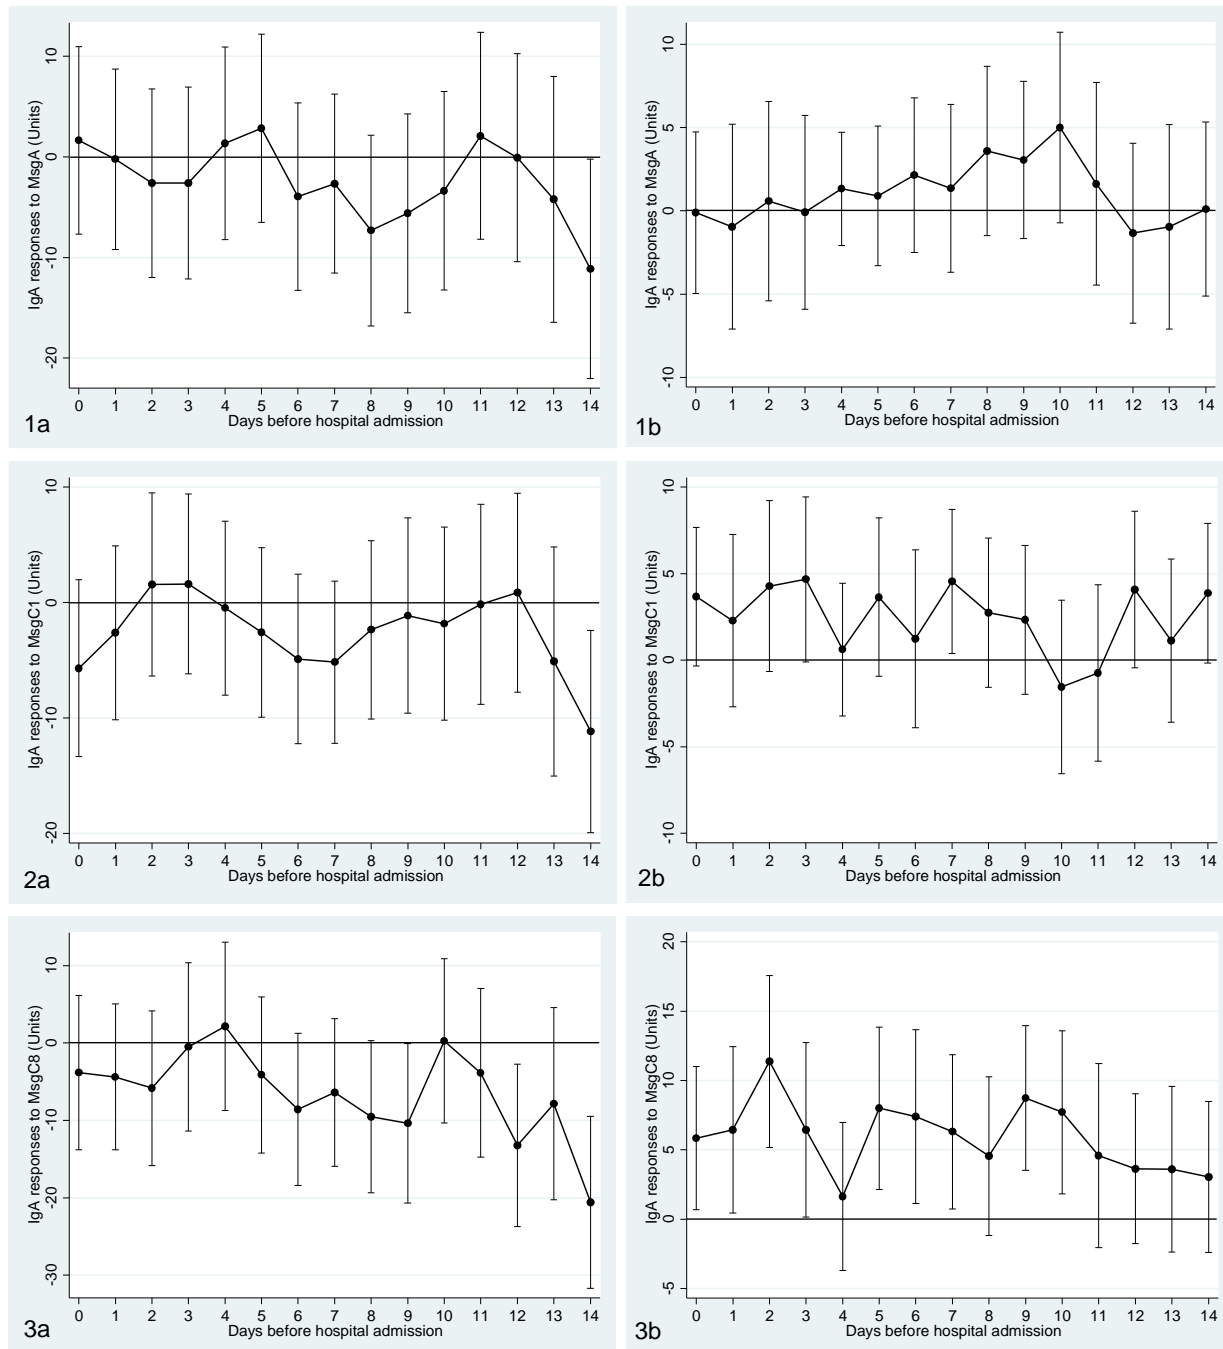 IgA responses to MsgA (Units)
10
0
-10
-20
0 1 2 3 4 5 6 7 8 9 10 11 12 13 14
Days before hospital admission
1a
IgA responses to MsgA (Units)
10
5
0
-5
-10
0 1 2 3 4 5 6 7 8 9 10 11 12 13 14
Days before hospital admission
1b
IgA responses to MsgC1 (Units)
10
0
-10
-20
0 1 2 3 4 5 6 7 8 9 10 11 12 13 14
Days before hospital admission
2a
IgA responses to MsgC1 (Units)
10
5
0
-5
-10
0 1 2 3 4 5 6 7 8 9 10 11 12 13 14
Days before hospital admission
2b
IgA responses to MsgC8 (Units)
10
0
-10
-20
-30
0 1 2 3 4 5 6 7 8 9 10 11 12 13 14
Days before hospital admission
3a
IgA responses to MsgC8 (Units)
20
15
10
5
0
-5
0 1 2 3 4 5 6 7 8 9 10 11 12 13 14
Days before hospital admission
3b